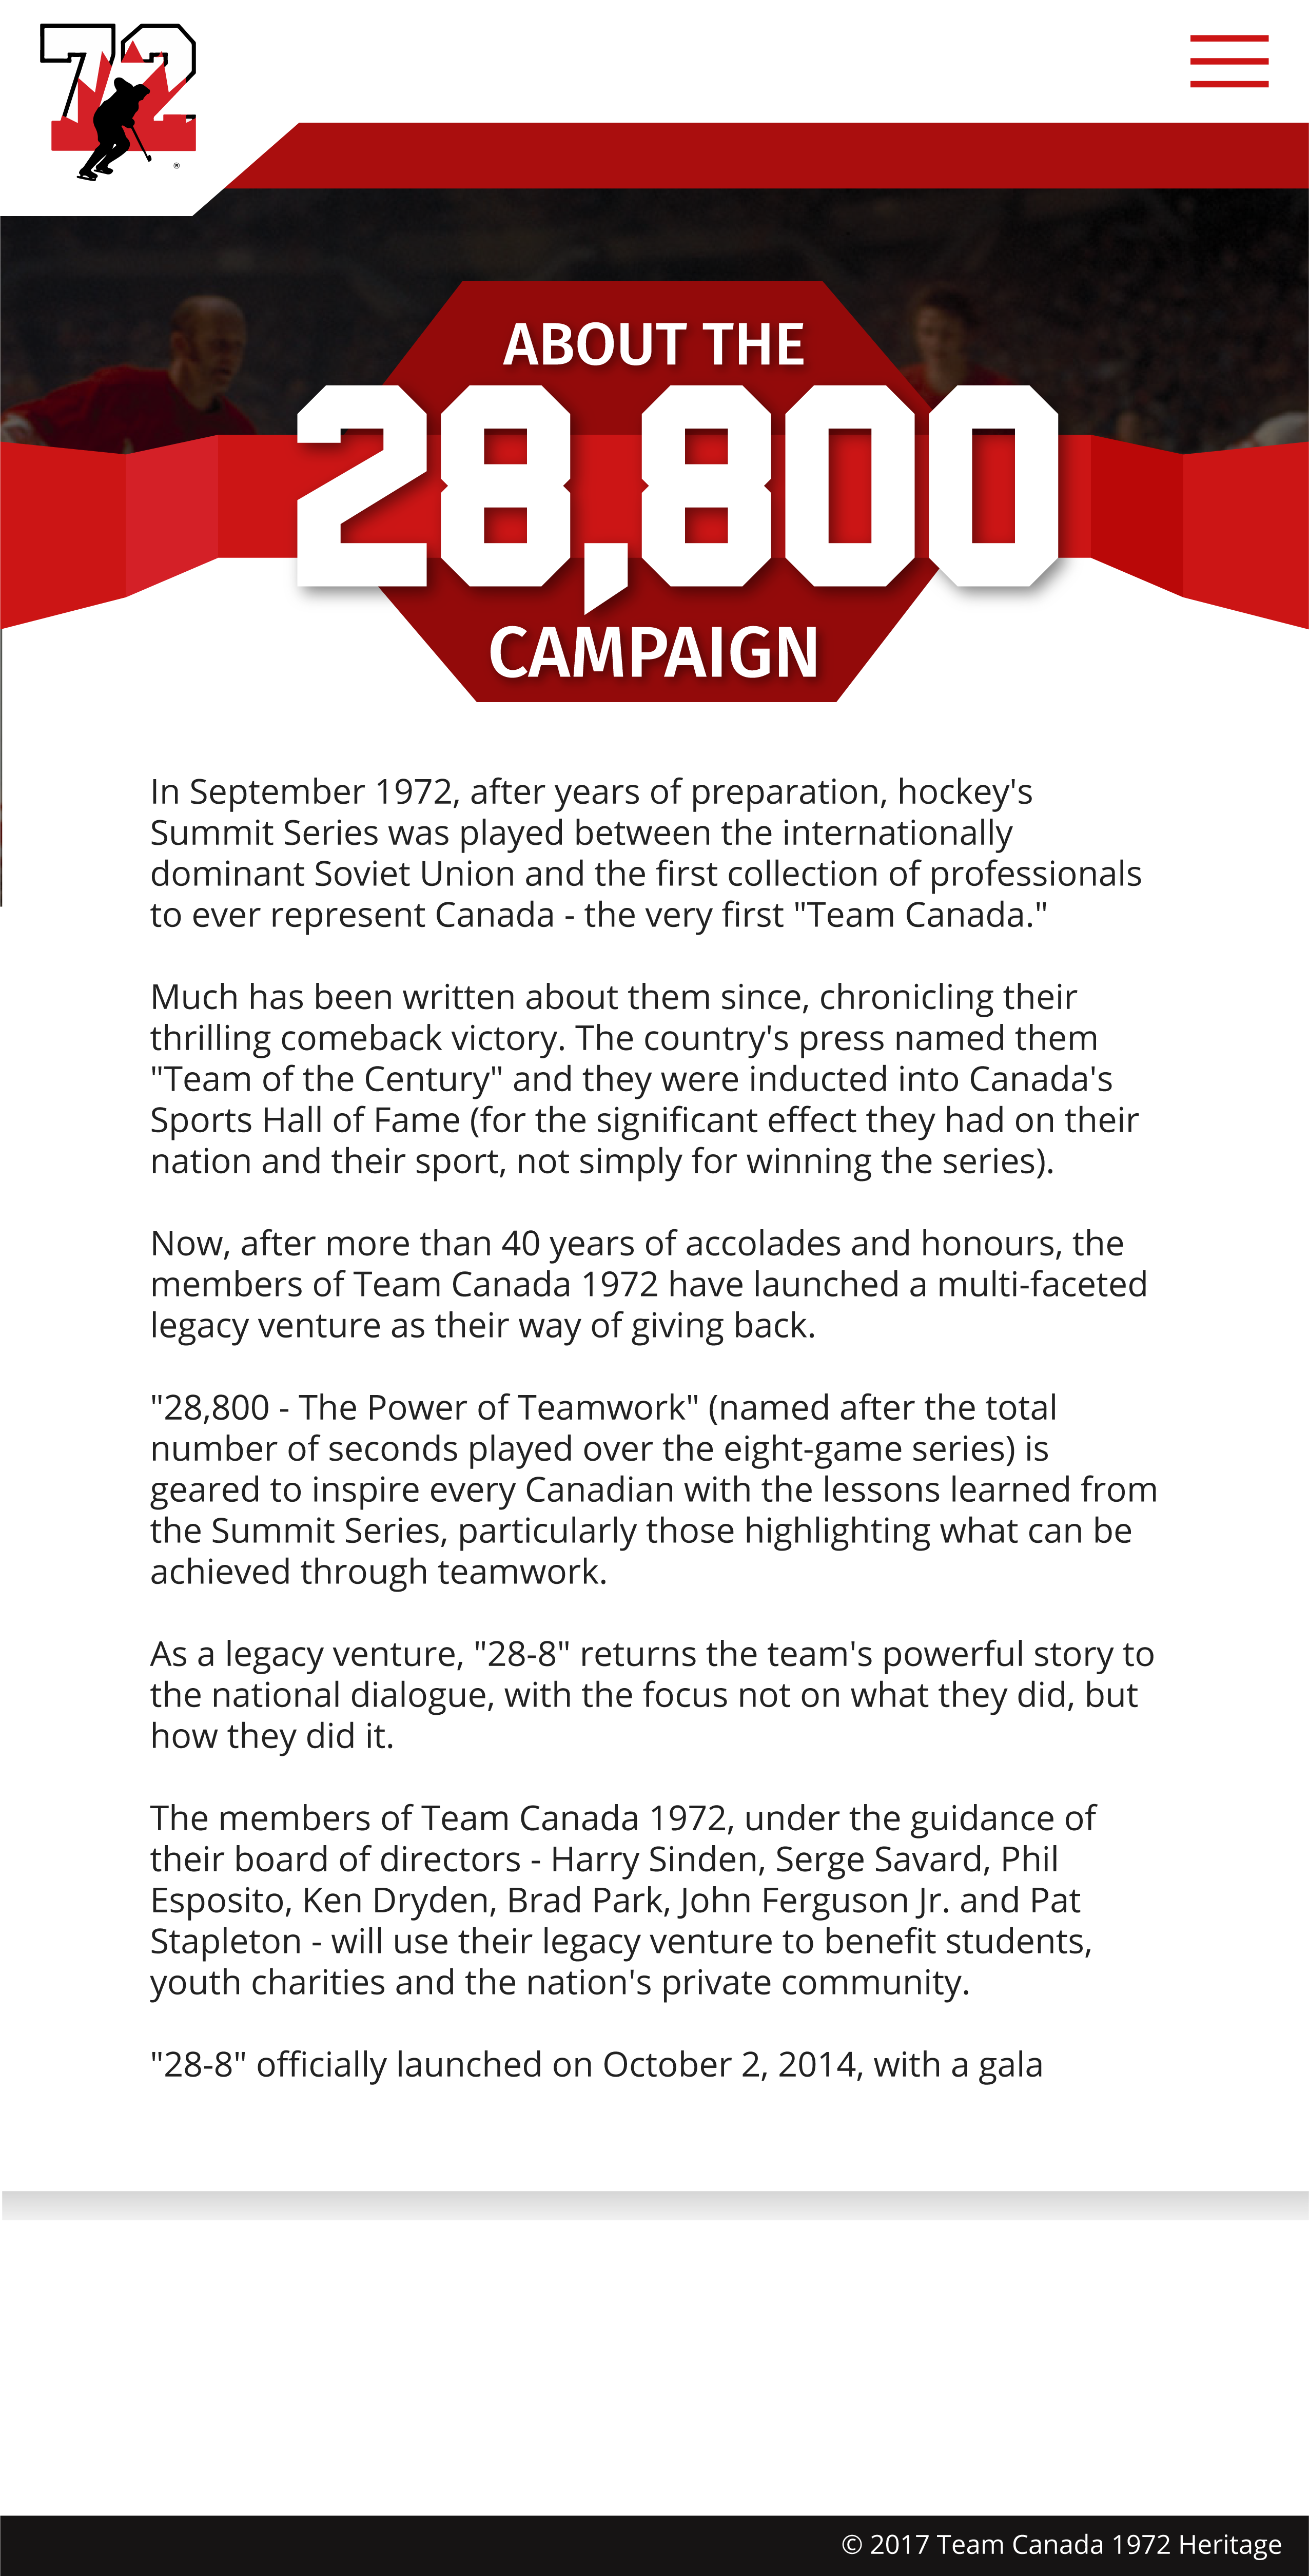 72
®
ABOUT THE
28,800
CAMPAIGN
In September 1972, after years of preparation, hockey's
Summit Series was played between the internationally
dominant Soviet Union and the first collection of professionals
to ever represent Canada - the very first "Team Canada."
Much has been written about them since, chronicling their
thrilling comeback victory. The country's press named them
"Team of the Century" and they were inducted into Canada's
Sports Hall of Fame (for the significant effect they had on their
nation and their sport, not simply for winning the series).
Now, after more than 40 years of accolades and honours, the
members of Team Canada 1972 have launched a multi-faceted
legacy venture as their way of giving back.
"28,800 - The Power of Teamwork" (named after the total
number of seconds played over the eight-game series) is
geared to inspire every Canadian with the lessons learned from
the Summit Series, particularly those highlighting what can be
achieved through teamwork.
As a legacy venture, "28-8" returns the team's powerful story to
the national dialogue, with the focus not on what they did, but
how they did it.
The members of Team Canada 1972, under the guidance of
their board of directors - Harry Sinden, Serge Savard, Phil
Esposito, Ken Dryden, Brad Park, John Ferguson Jr. and Pat
Stapleton - will use their legacy venture to benefit students,
youth charities and the nation's private community.
"28-8" officially launched on October 2, 2014, with a gala
© 2017 Team Canada 1972 Heritage